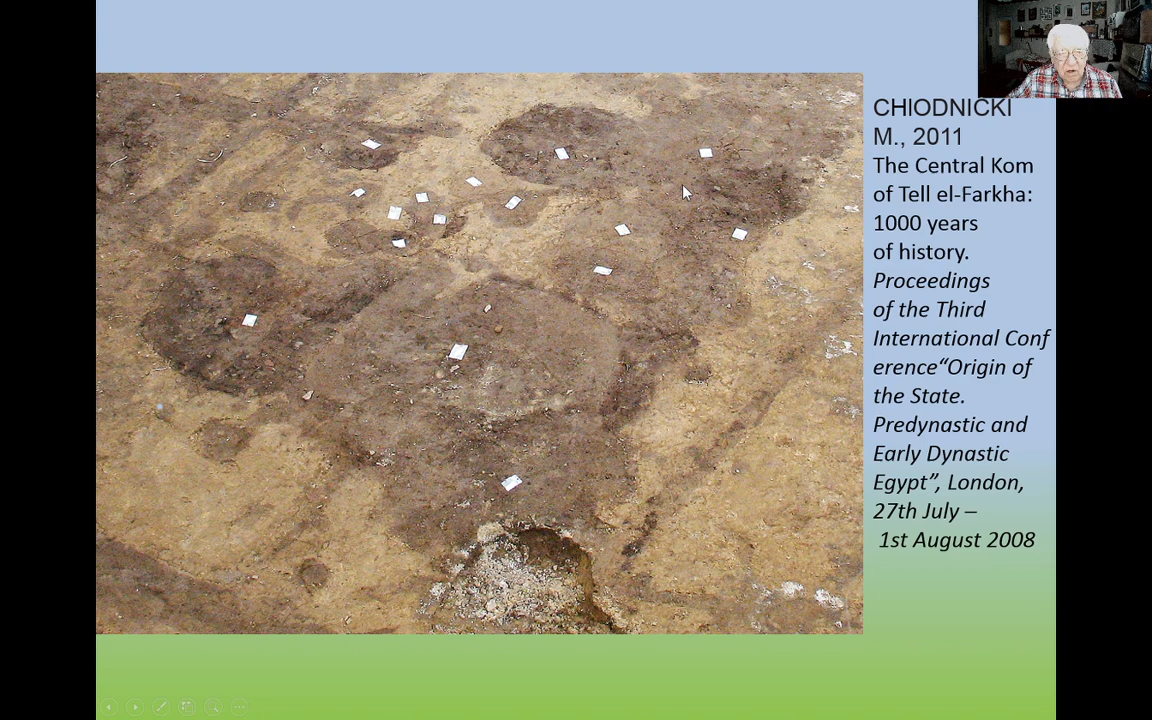 CHIODNICKI
M., 2011
The Central Kom
of Tell el-Farkha:
1000 years
of history.
Proceedings
of the Third
International Conf
erence“Origin of
the State.
Predynastic and
Early Dynastic
Egypt”, London,
27th July –
1st August 2008